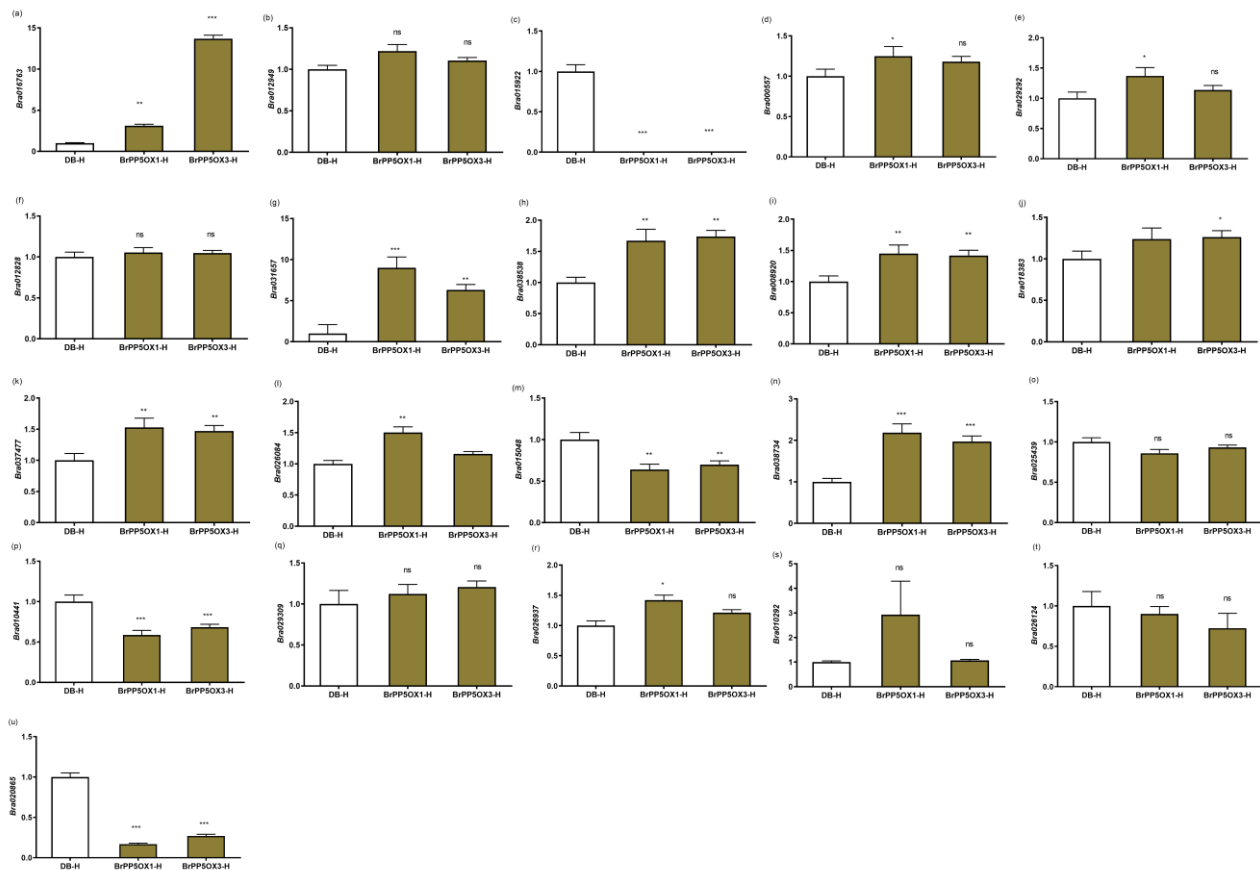 (a)
***
**
15
10
5
0
Bra016763
DB-H BrPP5OX1-H BrPP5OX3-H
(b)
ns ns
1.5
1.0
0.5
0.0
Bra012949
DB-H BrPP5OX1-H BrPP5OX3-H
(c)
*** ***
1.5
1.0
0.5
0.0
Bra015922
DB-H BrPP5OX1-H BrPP5OX3-H
(d)
* ns
1.5
1.0
0.5
0.0
Bra000557
DB-H BrPP5OX1-H BrPP5OX3-H
(e)
* ns
2.0
1.5
1.0
0.5
0.0
Bra029292
DB-H BrPP5OX1-H BrPP5OX3-H
(f)
ns ns
1.5
1.0
0.5
0.0
Bra012828
DB-H BrPP5OX1-H BrPP5OX3-H
(g)
*** **
15
10
5
0
Bra031657
DB-H BrPP5OX1-H BrPP5OX3-H
(h)
** **
2.0
1.5
1.0
0.5
0.0
Bra038538
DB-H BrPP5OX1-H BrPP5OX3-H
(i)
** **
2.0
1.5
1.0
0.5
0.0
Bra008920
DB-H BrPP5OX1-H BrPP5OX3-H
(j)
*
1.5
1.0
0.5
0.0
Bra018383
DB-H BrPP5OX1-H BrPP5OX3-H
(k)
** **
2.0
1.5
1.0
0.5
0.0
Bra037477
DB-H BrPP5OX1-H BrPP5OX3-H
(l)
**
2.0
1.5
1.0
0.5
0.0
Bra026084
DB-H BrPP5OX1-H BrPP5OX3-H
(m)
** **
1.5
1.0
0.5
0.0
Bra015048
DB-H BrPP5OX1-H BrPP5OX3-H
(n)
*** ***
3
2
1
0
Bra038734
DB-H BrPP5OX1-H BrPP5OX3-H
(o)
ns ns
1.5
1.0
0.5
0.0
Bra025439
DB-H BrPP5OX1-H BrPP5OX3-H
(p)
*** ***
1.5
1.0
0.5
0.0
Bra010441
DB-H BrPP5OX1-H BrPP5OX3-H
(q)
ns ns
1.5
1.0
0.5
0.0
Bra029309
DB-H BrPP5OX1-H BrPP5OX3-H
(r)
* ns
2.0
1.5
1.0
0.5
0.0
Bra026937
DB-H BrPP5OX1-H BrPP5OX3-H
(s)
ns
ns
5
4
3
2
1
0
Bra010292
DB-H BrPP5OX1-H BrPP5OX3-H
(t)
ns ns
1.5
1.0
0.5
0.0
Bra026124
DB-H BrPP5OX1-H BrPP5OX3-H
(u)
*** ***
1.5
1.0
0.5
0.0
Bra020865
DB-H BrPP5OX1-H BrPP5OX3-H